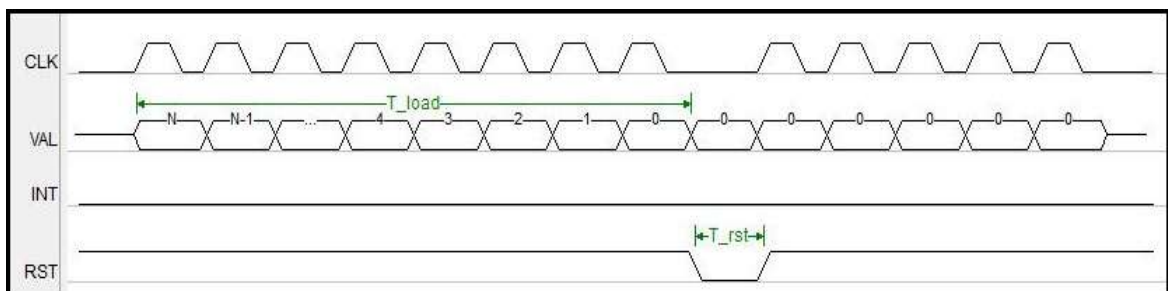 CLK
T_load
VAL N N-1 ... 4 3 2 1 0 0 0 0 0 0 0
INT
T_rst
RST